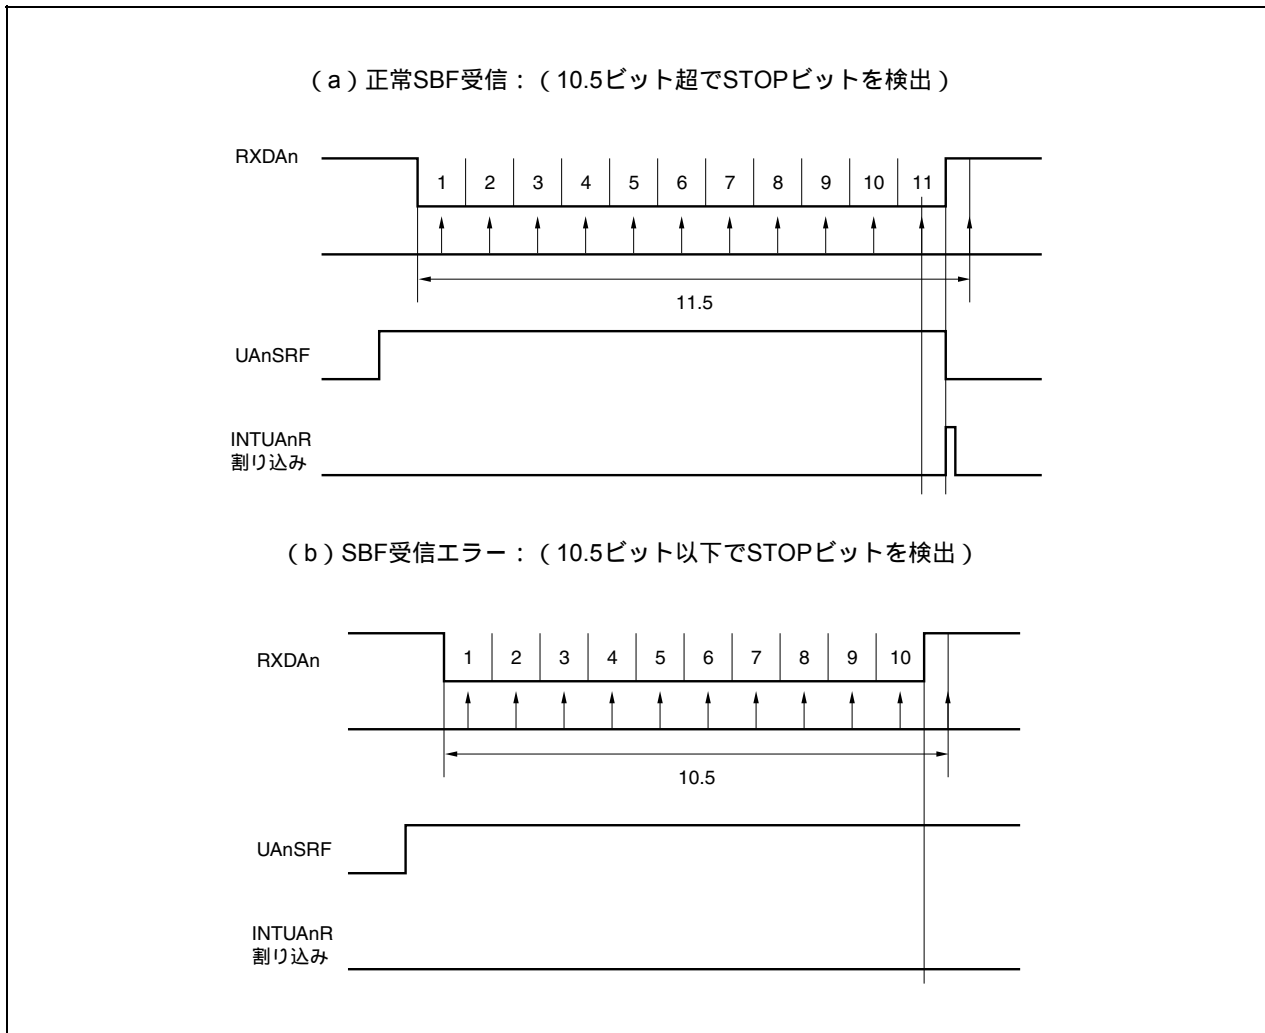 (a)正常SBF受信：(10.5ビット超でSTOPビットを検出)
RXDAn
1 2 3 4 5 6 7 8 9 10 11
11.5
UAnSRF
INTUAnR
割り込み
(b)SBF受信エラー：(10.5ビット以下でSTOPビットを検出)
RXDAn
1 2 3 4 5 6 7 8 9 10
10.5
UAnSRF
INTUAnR
割り込み